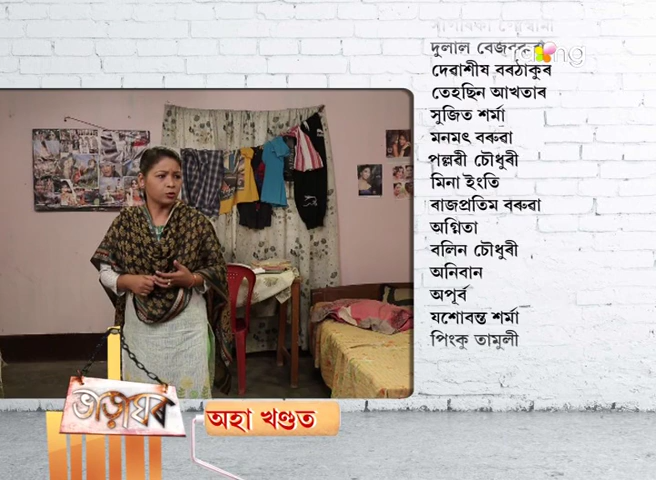 দুলাল বেজবৰুৱা
দেৱাশীষ বৰঠাকুৰ
তেহছিন আখতাৰ
সুজিত শৰ্মা
মনমৎ বৰুৱা
পল্লবী চৌধুৰী
মিনা ইংতি
ৰাজপ্ৰতিম বৰুৱা
অগ্নিতা
বলিন চৌধুৰী
অনিবান
অপূৰ্ব
যশোবন্ত শৰ্মা
পিংকু তামুলী
ভাড়াঘৰ
অহা খণ্ডত